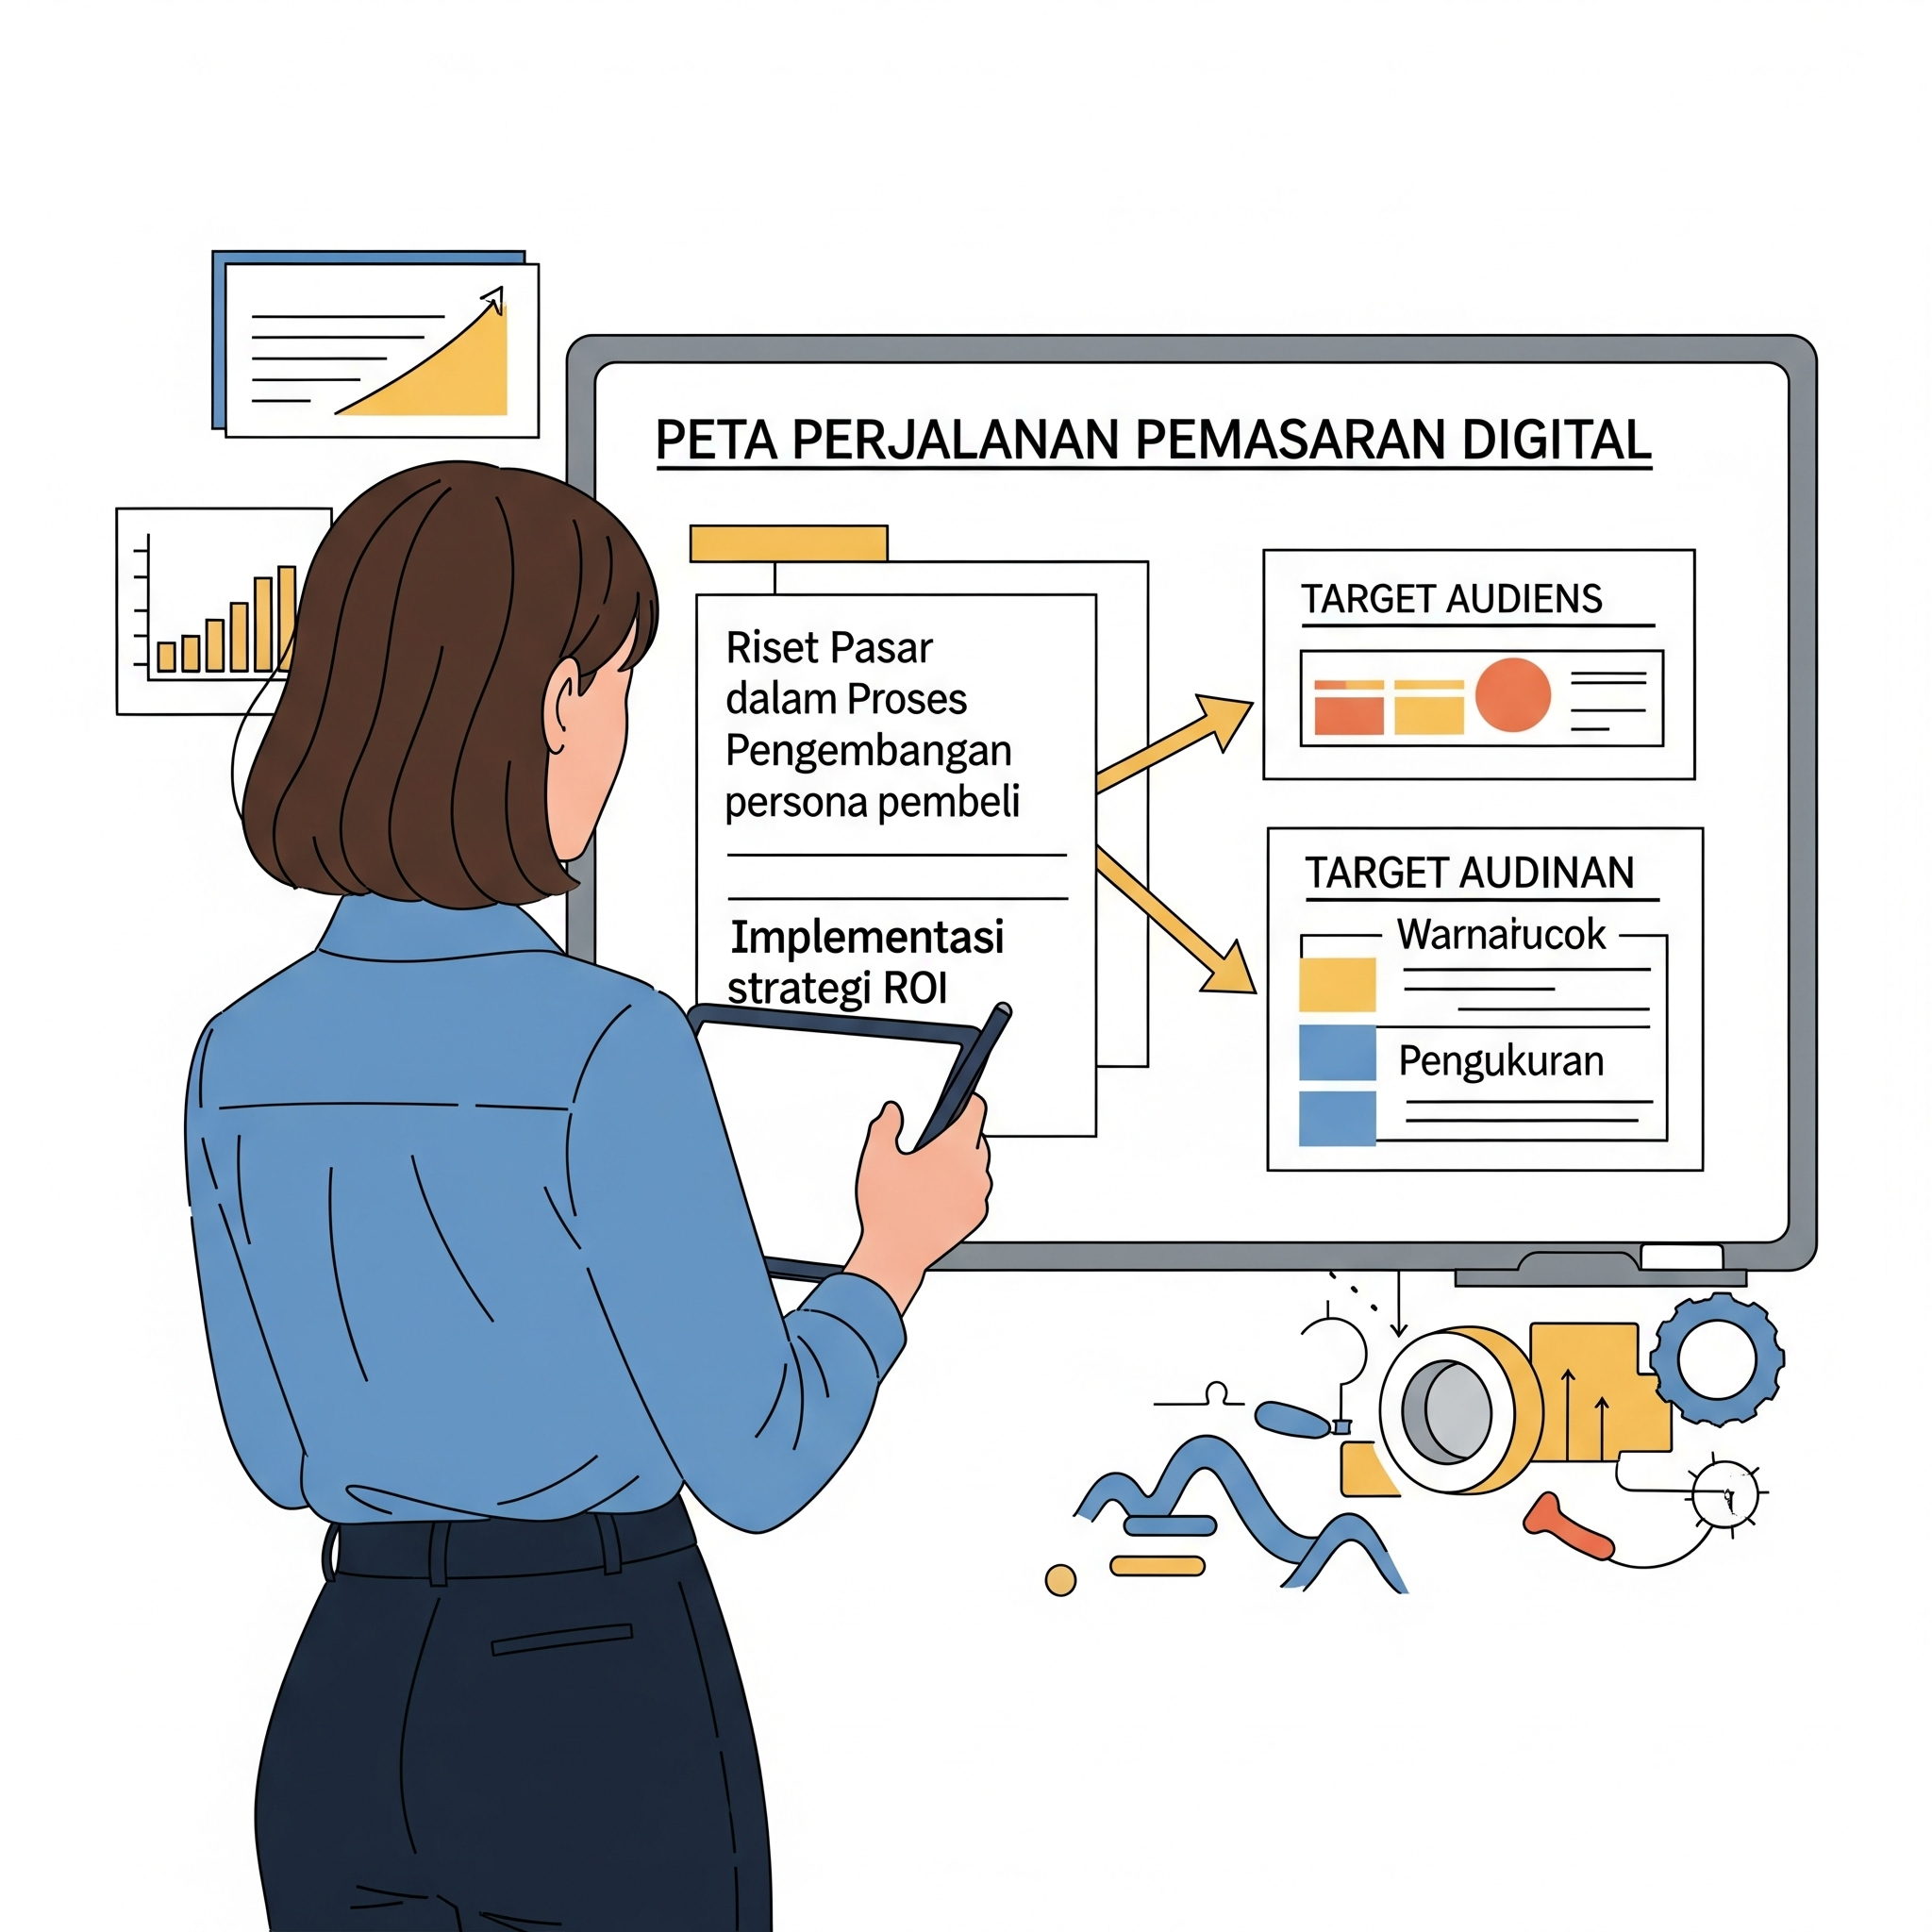 PETA PERJALANAN PEMASARAN DIGITAL
Riset Pasar
dalam Proses
Pengembangan
persona pembeli
Implementasi
strategi ROI
TARGET AUDIENS
TARGET AUDINAN
Pengukuran